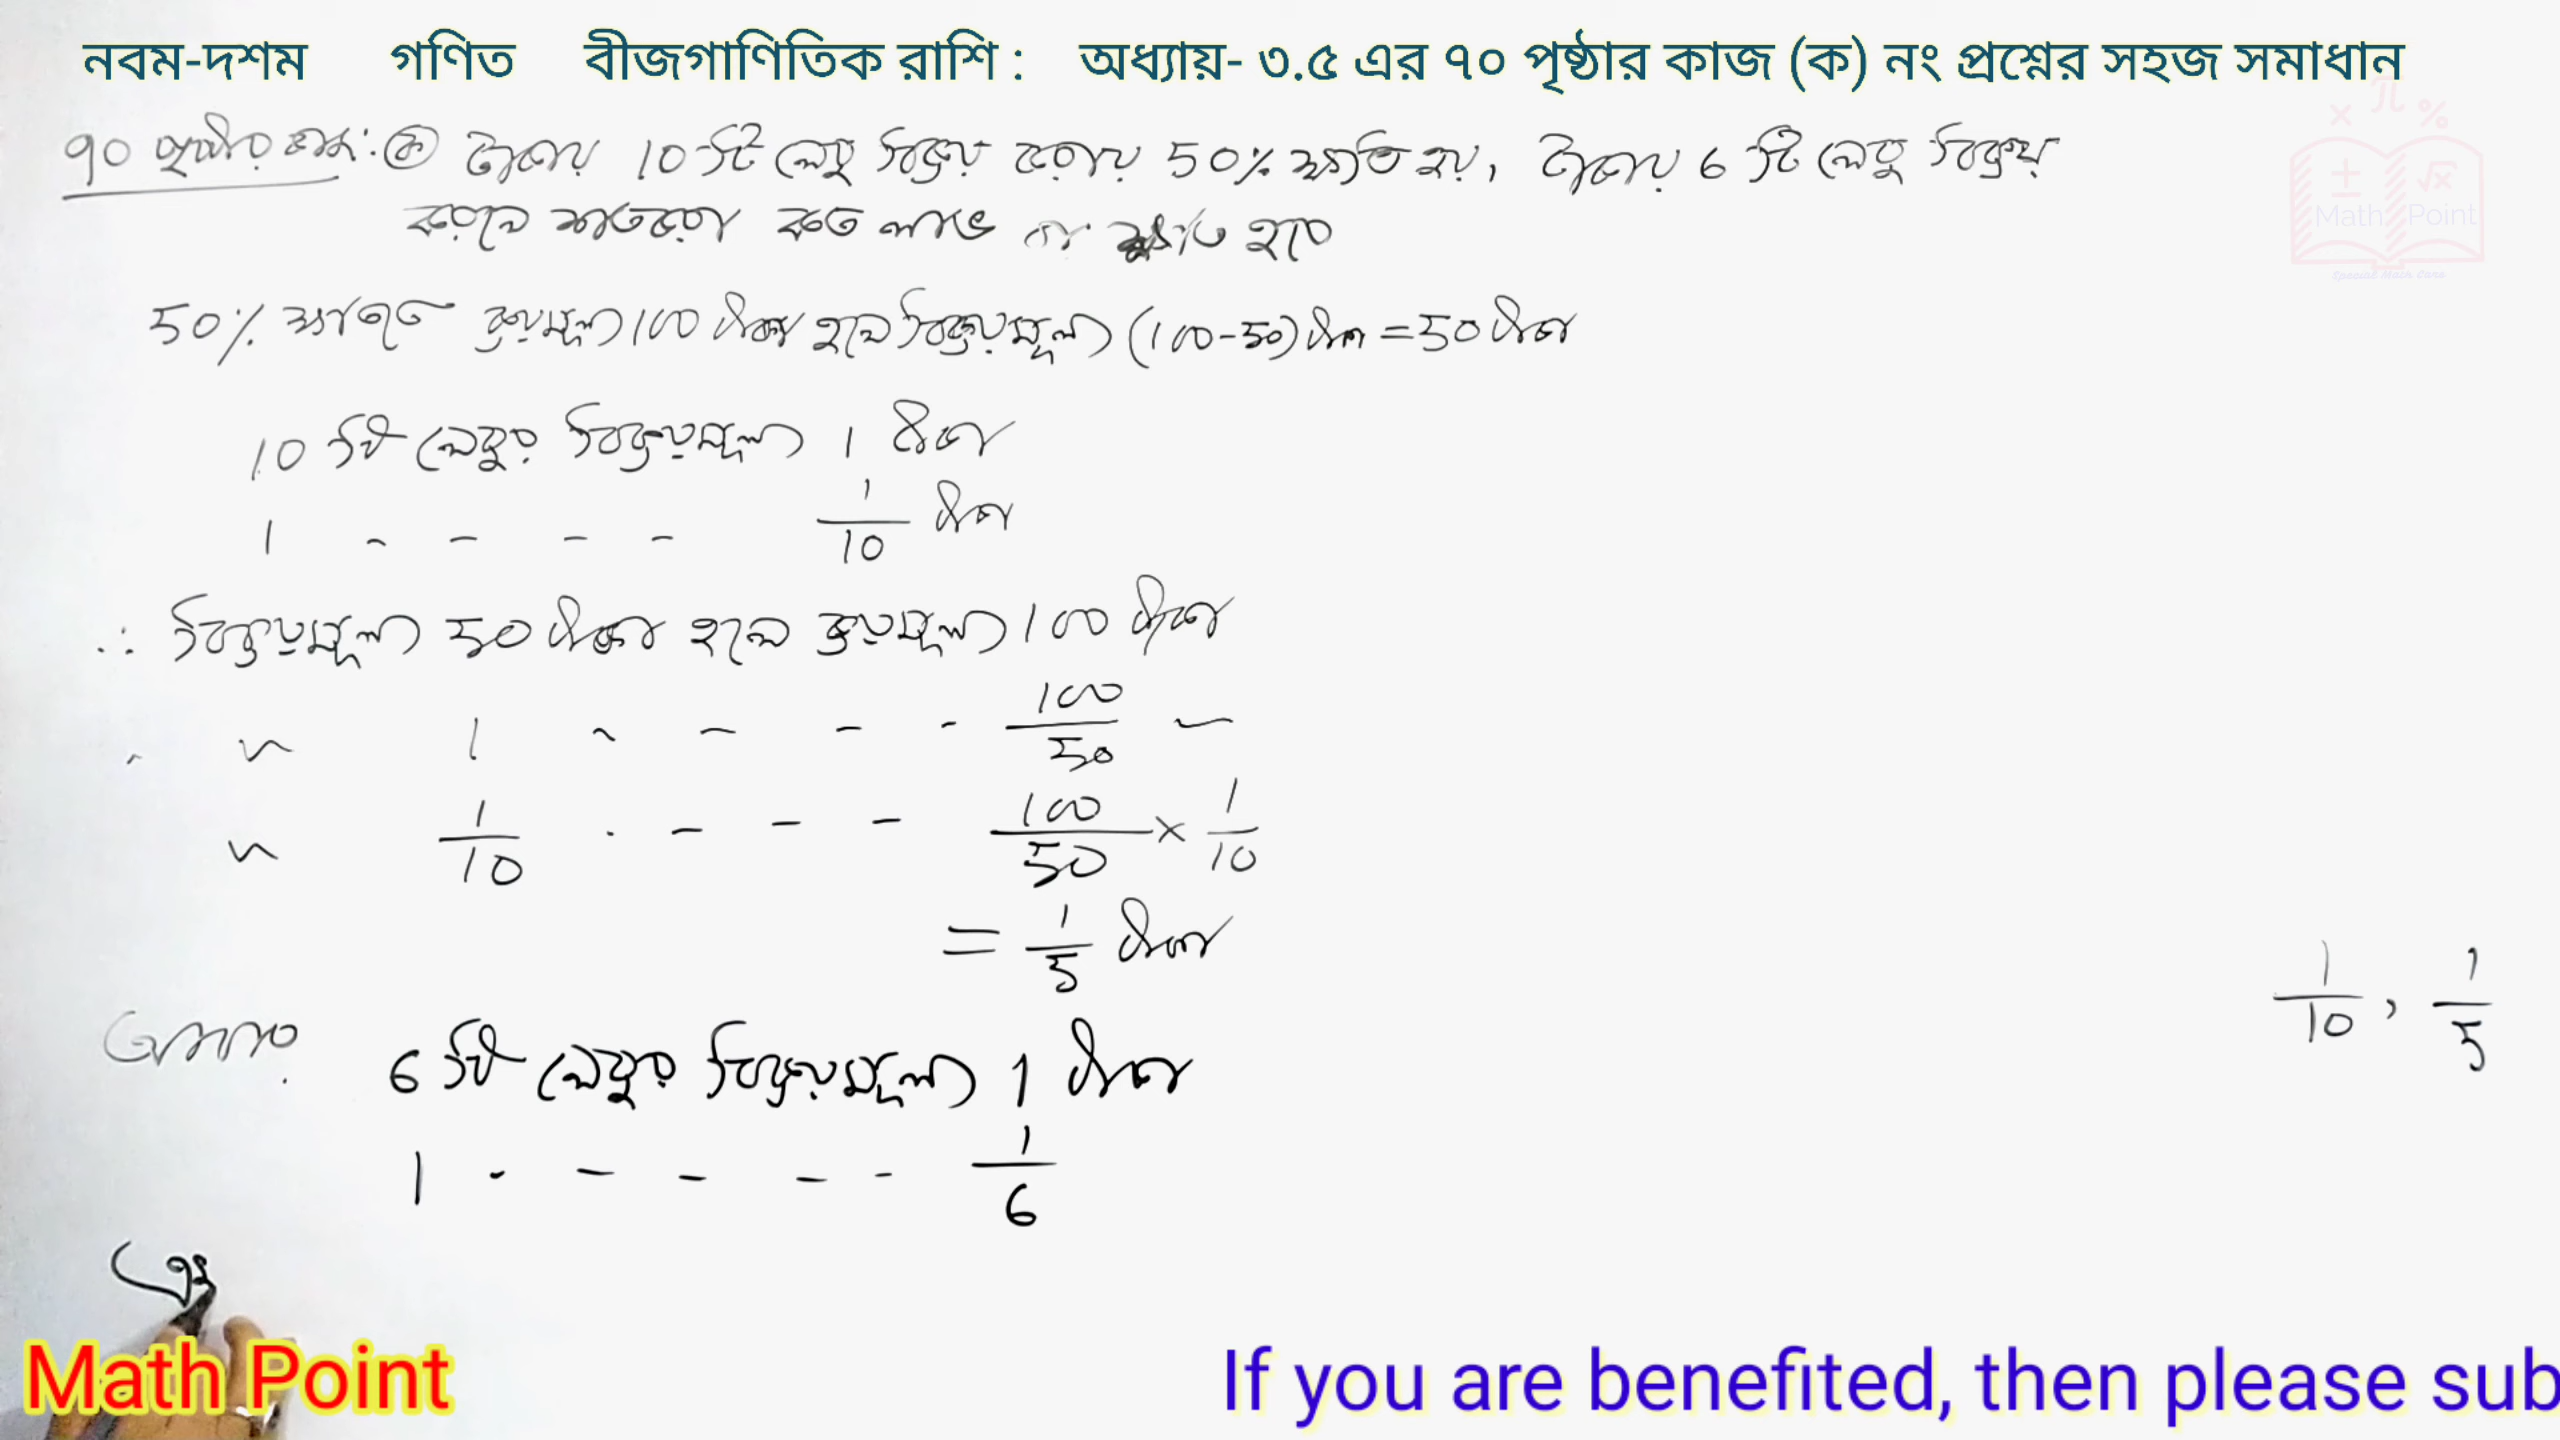 নবম-দশম গণিত বীজগাণিতিক রাশি : অধ্যায়- ৩.৫ এর ৭০ পৃষ্ঠার কাজ (ক) নং প্রশ্নের সহজ সমাধান
Math Point
৭০ পৃষ্ঠার কাজ: (ক) টাকায় 10 টি লেবু বিক্রয় করায় 50% ক্ষতি হয়, টাকায় 6 টি লেবু বিক্রয়
করলে শতকরা কত লাভ বা ক্ষতি হবে
50% ক্ষতিতে ক্রয়মূল্য 100 টাকা হলে বিক্রয়মূল্য (100-50) টাকা = 50 টাকা
10 টি লেবুর বিক্রয়মূল্য 1 টাকা
1 - - - - 1/10 টাকা
∴ বিক্রয়মূল্য 50 টাকা হলে ক্রয়মূল্য 100 টাকা
" 1 - - - - 100/50 -
" 1/10 - - - - 100/50 × 1/10
= 1/5 টাকা
1/10 , 1/5
আবার, 6 টি লেবুর বিক্রয়মূল্য 1 টাকা
1 - - - - - 1/6
Math Point
If you are benefited, then please sub